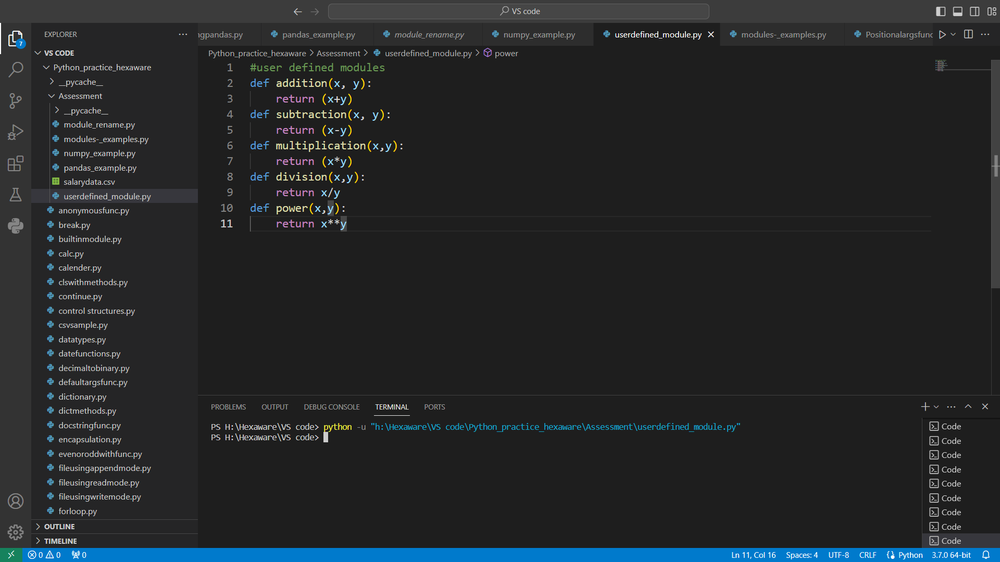 VS code
EXPLORER
ngpandas.py
pandas_example.py
module_rename.py
numpy_example.py
userdefined_module.py
modules-_examples.py
Positionalargsfunc
7
VS CODE
Python_practice_hexaware > Assessment > userdefined_module.py > power
Python_practice_hexaware
__pycache__
Assessment
__pycache__
module_rename.py
modules-_examples.py
numpy_example.py
pandas_example.py
salarydata.csv
userdefined_module.py
anonymousfunc.py
break.py
builtinmodule.py
calc.py
calender.py
clswithmethods.py
continue.py
control structures.py
csvsample.py
datatypes.py
datefunctions.py
decimaltobinary.py
defaultargsfunc.py
dictionary.py
dictmethods.py
docstringfunc.py
encapsulation.py
evenoroddwithfunc.py
fileusingappendmode.py
fileusingreadmode.py
fileusingwritemode.py
forloop.py
OUTLINE
TIMELINE
1 #user defined modules
2 def addition(x, y):
3 return (x+y)
4 def subtraction(x, y):
5 return (x-y)
6 def multiplication(x,y):
7 return (x*y)
8 def division(x,y):
9 return x/y
10 def power(x,y):
11 return x**y
PROBLEMS OUTPUT DEBUG CONSOLE TERMINAL PORTS
PS H:\Hexaware\VS code> python -u "h:\Hexaware\VS code\Python_practice_hexaware\Assessment\userdefined_module.py"
PS H:\Hexaware\VS code>
Code
Code
Code
Code
Code
Code
Code
Code
Code
0 0 0
Ln 11, Col 16 Spaces: 4 UTF-8 CRLF Python 3.7.0 64-bit